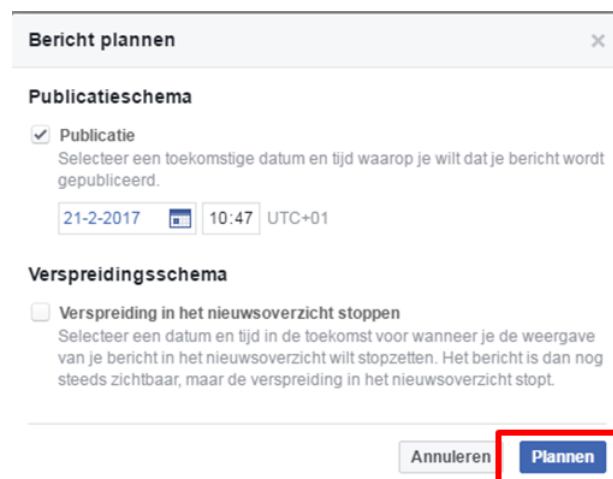 Bericht plannen
Publicatieschema
Publicatie
Selecteer een toekomstige datum en tijd waarop je wilt dat je bericht wordt
gepubliceerd.
21-2-2017 10:47 UTC+01
Verspreidingsschema
Verspreiding in het nieuwsoverzicht stoppen
Selecteer een datum en tijd in de toekomst voor wanneer je de weergave
van je bericht in het nieuwsoverzicht wilt stopzetten. Het bericht is dan nog
steeds zichtbaar, maar de verspreiding in het nieuwsoverzicht stopt.
Annuleren Plannen